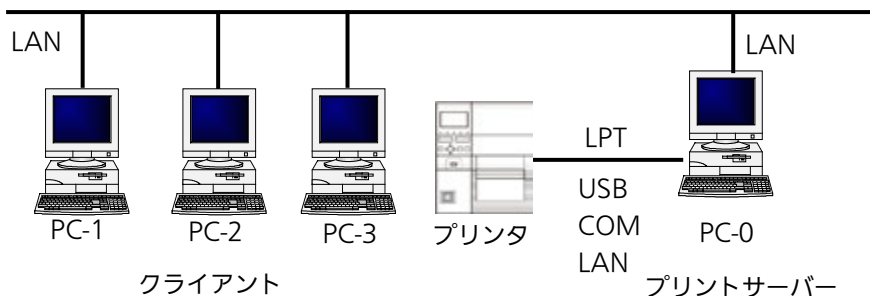 LAN
LAN
LPT
USB
COM
LAN
PC-1
PC-2
PC-3
プリンタ
PC-0
クライアント
プリントサーバー